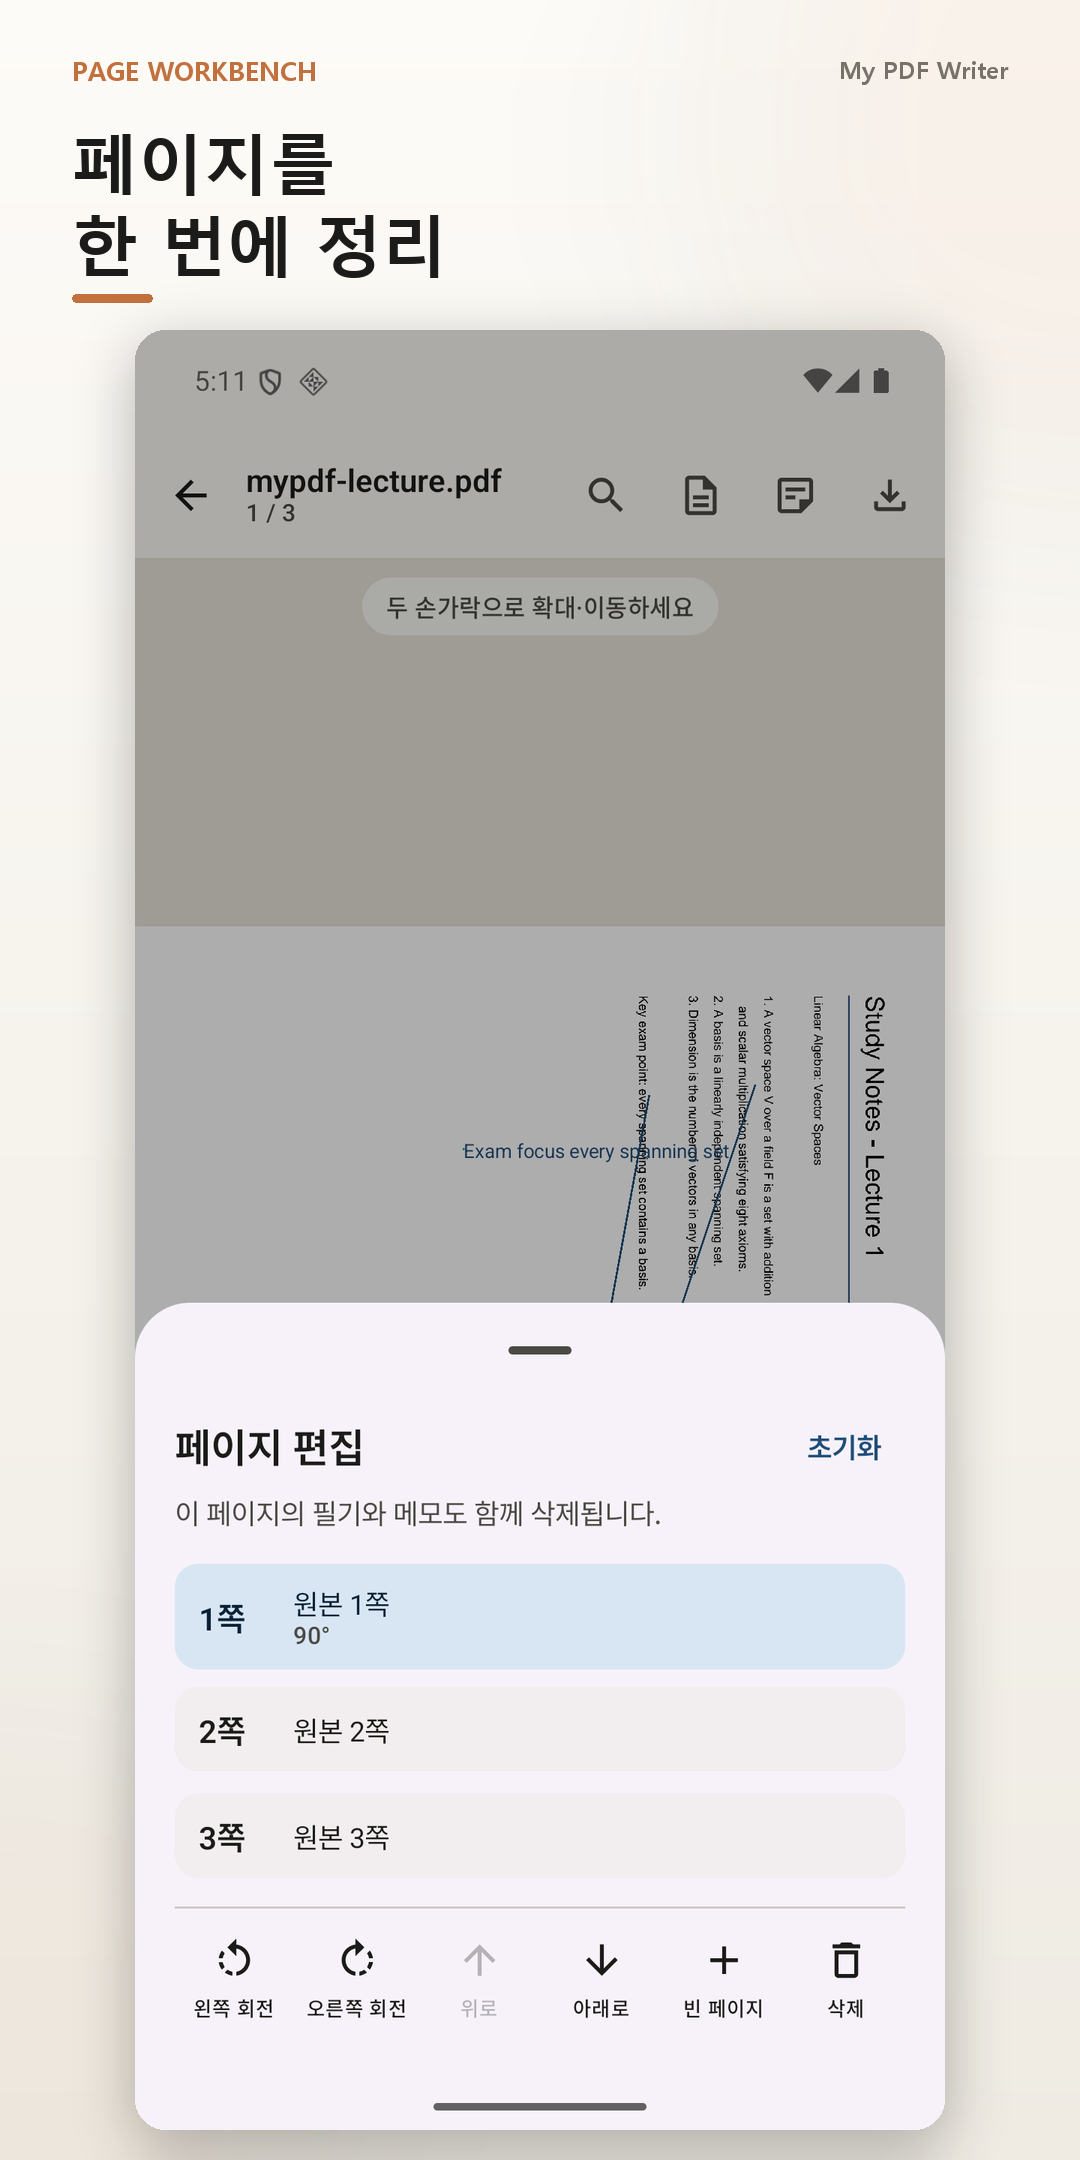 PAGE WORKBENCH
My PDF Writer
페이지를
한 번에 정리
5:11
mypdf-lecture.pdf
1 / 3
두 손가락으로 확대·이동하세요
Study Notes - Lecture 1
Linear Algebra: Vector Spaces
1. A vector space V over a field F is a set with addition
and scalar multiplication satisfying eight axioms.
2. A basis is a linearly independent spanning set.
3. Dimension is the number of vectors in any basis.
Key exam point: every spanning set contains a basis.
Exam focus every spanning set
페이지 편집
초기화
이 페이지의 필기와 메모도 함께 삭제됩니다.
1쪽
원본 1쪽
90°
2쪽
원본 2쪽
3쪽
원본 3쪽
왼쪽 회전
오른쪽 회전
위로
아래로
빈 페이지
삭제